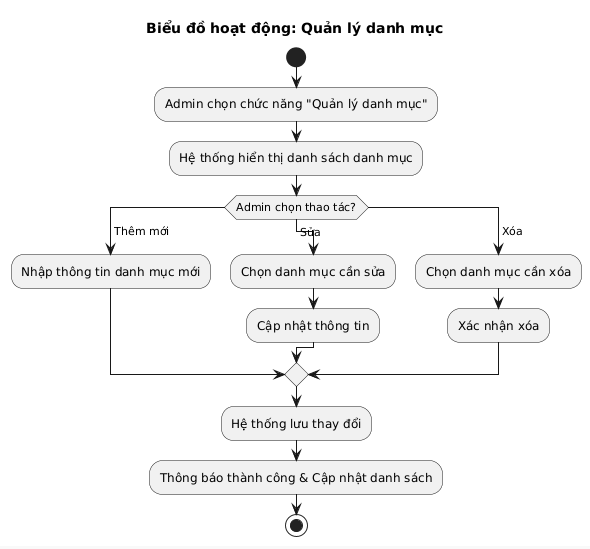 Biểu đồ hoạt động: Quản lý danh mục
Admin chọn chức năng "Quản lý danh mục"
Hệ thống hiển thị danh sách danh mục
Admin chọn thao tác?
Thêm mới
Sửa
Xóa
Nhập thông tin danh mục mới
Chọn danh mục cần sửa
Chọn danh mục cần xóa
Cập nhật thông tin
Xác nhận xóa
Hệ thống lưu thay đổi
Thông báo thành công & Cập nhật danh sách